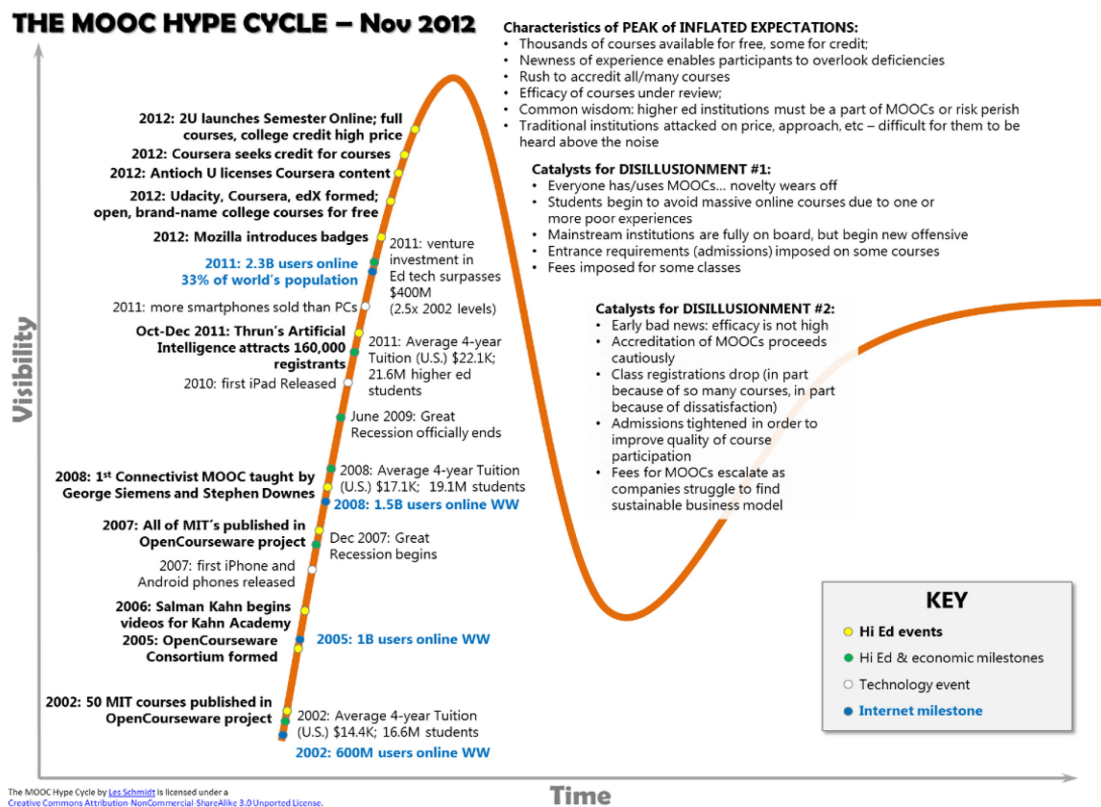 THE MOOC HYPE CYCLE – Nov 2012
Characteristics of PEAK of INFLATED EXPECTATIONS:
• Thousands of courses available for free, some for credit;
• Newness of experience enables participants to overlook deficiencies
• Rush to accredit all/many courses
• Efficacy of courses under review;
• Common wisdom: higher ed institutions must be a part of MOOCs or risk perish
• Traditional institutions attacked on price, approach, etc – difficult for them to be
heard above the noise
Catalysts for DISILLUSIONMENT #1:
• Everyone has/uses MOOCs... novelty wears off
• Students begin to avoid massive online courses due to one or
more poor experiences
• Mainstream institutions are fully on board, but begin new offensive
• Entrance requirements (admissions) imposed on some courses
• Fees imposed for some classes
Catalysts for DISILLUSIONMENT #2:
• Early bad news: efficacy is not high
• Accreditation of MOOCs proceeds
cautiously
• Class registrations drop (in part
because of so many courses, in part
because of dissatisfaction)
• Admissions tightened in order to
improve quality of course
participation
• Fees for MOOCs escalate as
companies struggle to find
sustainable business model
2012: 2U launches Semester Online; full
courses, college credit high price
2012: Coursera seeks credit for courses
2012: Antioch U licenses Coursera content
2012: Udacity, Coursera, edX formed;
open, brand-name college courses for free
2012: Mozilla introduces badges
2011: venture
investment in
Ed tech surpasses
$400M
(2.5x 2002 levels)
2011: 2.3B users online
33% of world's population
2011: more smartphones sold than PCs
Oct-Dec 2011: Thrun's Artificial
Intelligence attracts 160,000
registrants
2011: Average 4-year
Tuition (U.S.) $22.1K;
21.6M higher ed
students
2010: first iPad Released
June 2009: Great
Recession officially ends
2008: 1st Connectivist MOOC taught by
George Siemens and Stephen Downes
2008: Average 4-year Tuition
(U.S.) $17.1K; 19.1M students
2008: 1.5B users online WW
2007: All of MIT's published in
OpenCourseware project
Dec 2007: Great
Recession begins
2007: first iPhone and
Android phones released
2006: Salman Kahn begins
videos for Kahn Academy
2005: OpenCourseware
Consortium formed
2005: 1B users online WW
2002: 50 MIT courses published in
OpenCourseware project
2002: Average 4-year Tuition
(U.S.) $14.4K; 16.6M students
2002: 600M users online WW
Visibility
Time
KEY
Hi Ed events
Hi Ed & economic milestones
Technology event
Internet milestone
The MOOC Hype Cycle by Les Schmidt is licensed under a
Creative Commons Attribution-NonCommercial-ShareAlike 3.0 Unported License.